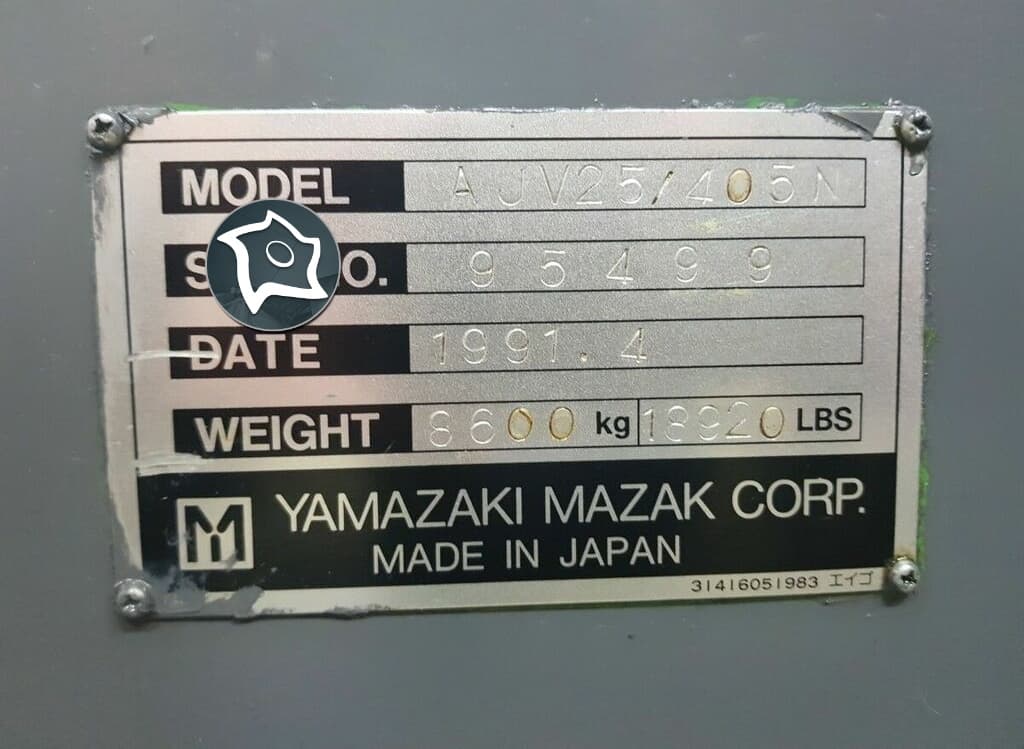 MODEL AJV25/405N
S O. 95499
DATE 1991.4
WEIGHT 8600 kg 18920 LBS
YAMAZAKI MAZAK CORP.
MADE IN JAPAN
31416051983 エイゴ